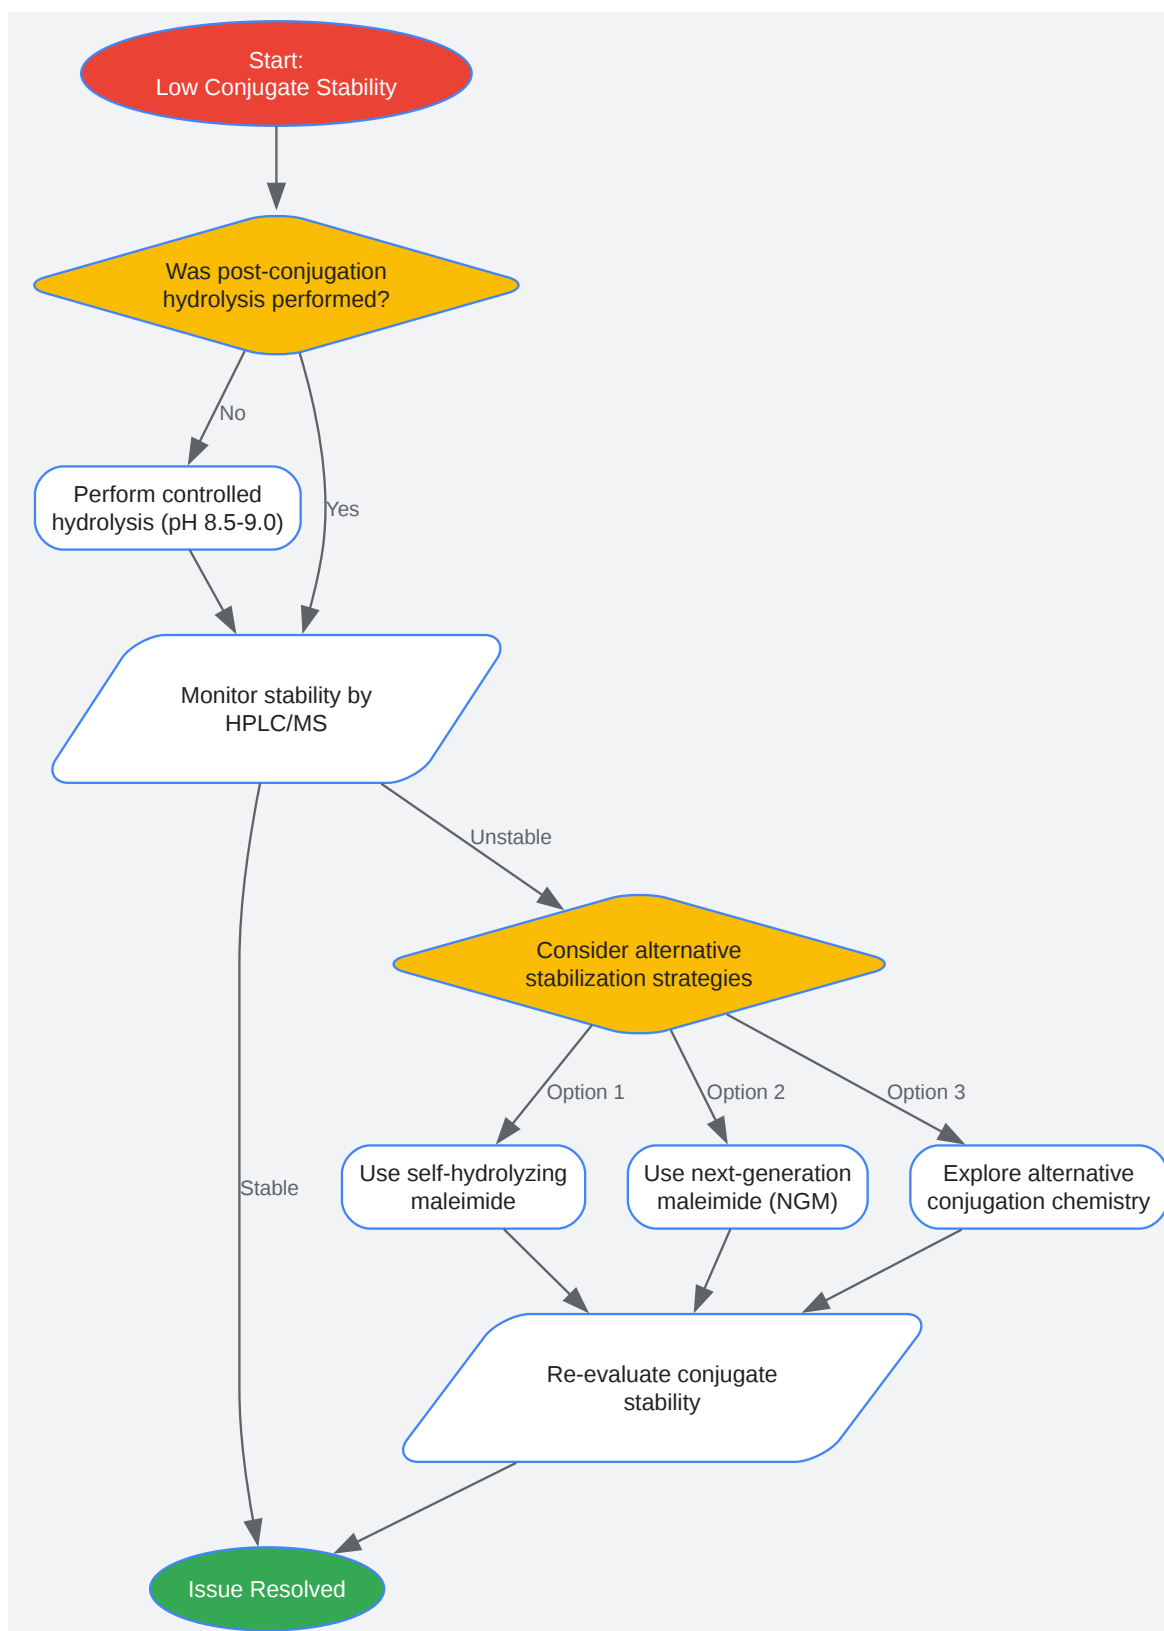 Start:
Low Conjugate Stability
Was post-conjugation
hydrolysis performed?
No
Yes
Perform controlled
hydrolysis (pH 8.5-9.0)
Monitor stability by
HPLC/MS
Unstable
Consider alternative
stabilization strategies
Option 1
Option 2
Option 3
Stable
Use self-hydrolyzing
maleimide
Use next-generation
maleimide (NGM)
Explore alternative
conjugation chemistry
Re-evaluate conjugate
stability
Issue Resolved